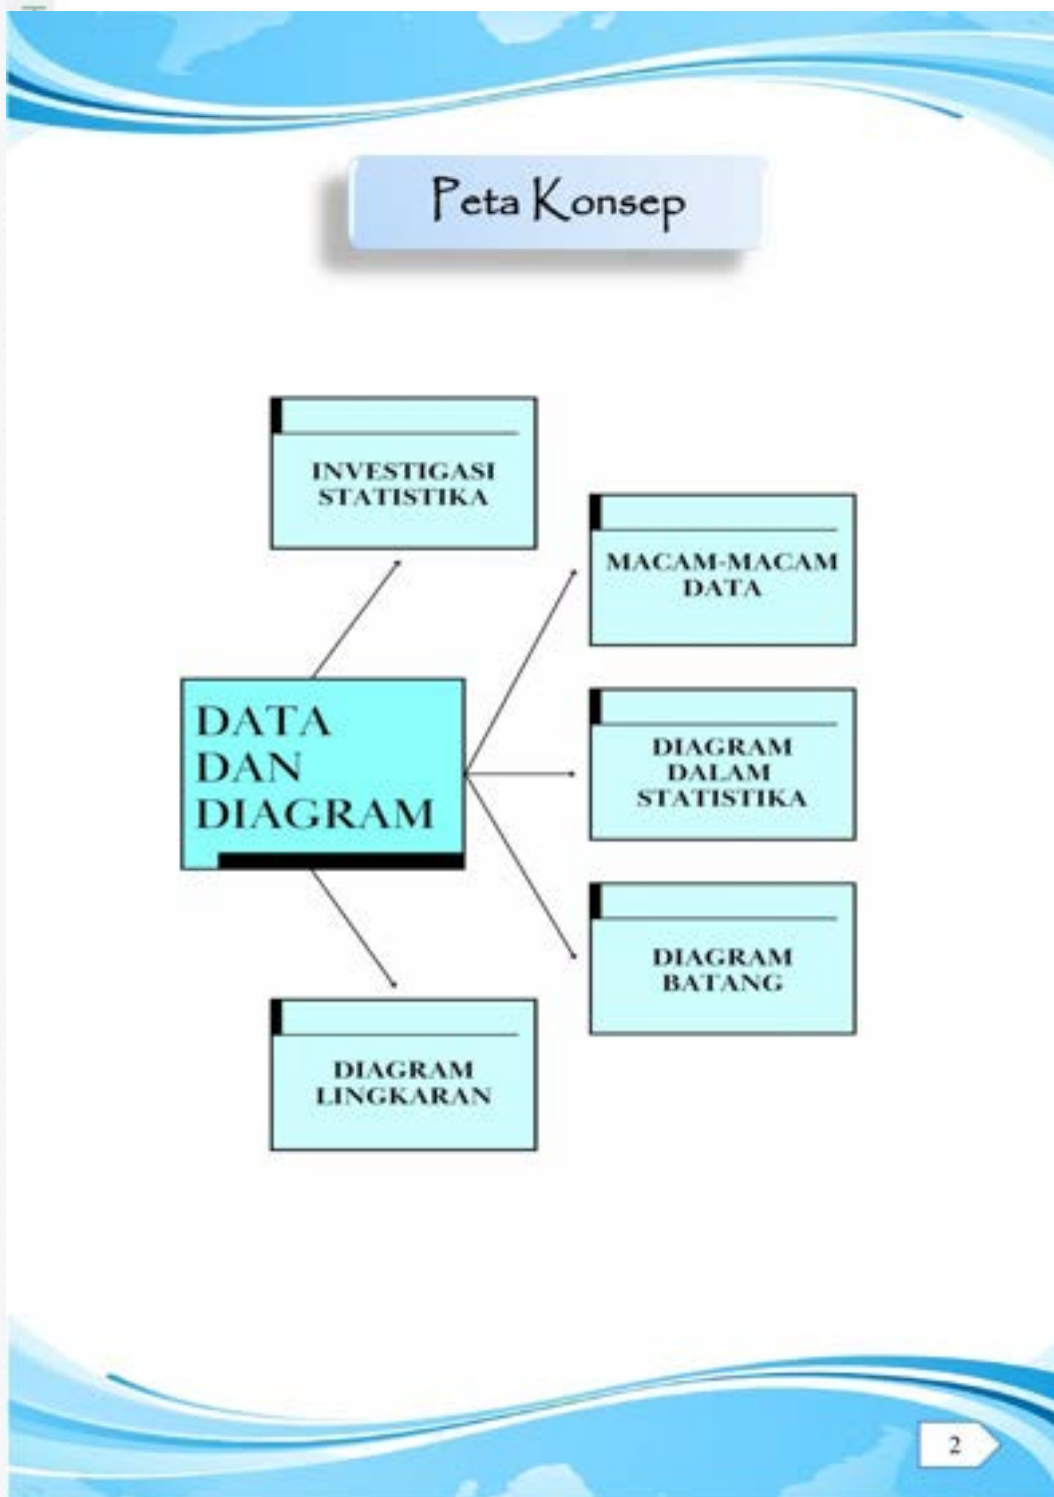 Peta Konsep
INVESTIGASI
STATISTIKA
MACAM-MACAM
DATA
DATA
DAN
DIAGRAM
DIAGRAM
DALAM
STATISTIKA
DIAGRAM
BATANG
DIAGRAM
LINGKARAN
2